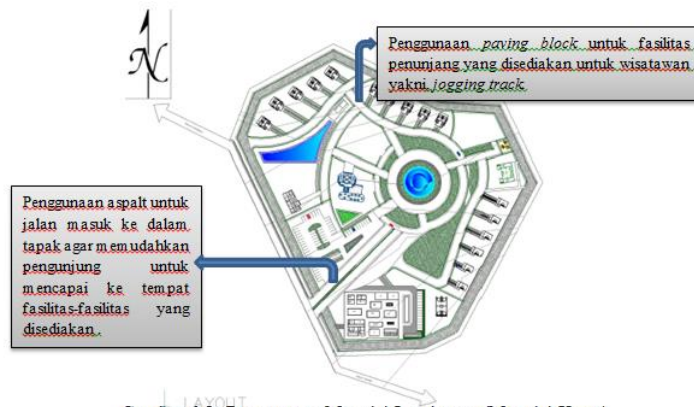 N
Penggunaan paving block untuk fasilitas
penunjang yang disediakan untuk wisatawan
yakni, jogging track.
Penggunaan aspalt untuk
jalan masuk ke dalam
tapak agar memudahkan
pengunjung untuk
mencapai ke tempat
fasilitas-fasilitas yang
disediakan .
LAYOUT